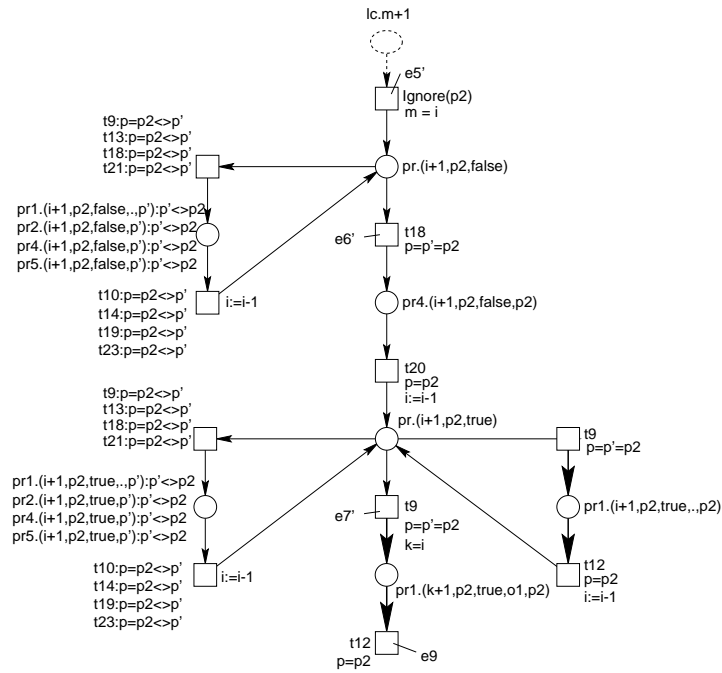 lc.m+1
e5'
Ignore(p2)
m = i
t9:p=p2<>p'
t13:p=p2<>p'
t18:p=p2<>p'
t21:p=p2<>p'
pr.(i+1,p2,false)
pr1.(i+1,p2,false,.,p'):p'<>p2
pr2.(i+1,p2,false,p'):p'<>p2
pr4.(i+1,p2,false,p'):p'<>p2
pr5.(i+1,p2,false,p'):p'<>p2
e6'
t18
p=p'=p2
t10:p=p2<>p'
t14:p=p2<>p'
t19:p=p2<>p'
t23:p=p2<>p'
i:=i-1
pr4.(i+1,p2,false,p2)
t20
p=p2
i:=i-1
t9:p=p2<>p'
t13:p=p2<>p'
t18:p=p2<>p'
t21:p=p2<>p'
pr.(i+1,p2,true)
t9
p=p'=p2
pr1.(i+1,p2,true,.,p'):p'<>p2
pr2.(i+1,p2,true,p'):p'<>p2
pr4.(i+1,p2,true,p'):p'<>p2
pr5.(i+1,p2,true,p'):p'<>p2
e7'
t9
p=p'=p2
k=i
pr1.(i+1,p2,true,.,p2)
t10:p=p2<>p'
t14:p=p2<>p'
t19:p=p2<>p'
t23:p=p2<>p'
i:=i-1
pr1.(k+1,p2,true,o1,p2)
t12
p=p2
i:=i-1
t12
p=p2
e9